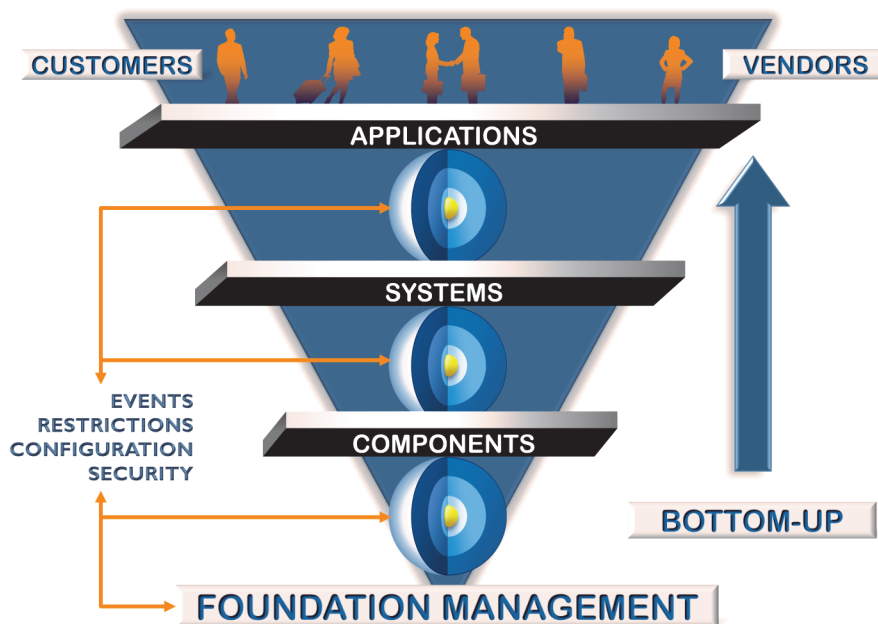 CUSTOMERS
VENDORS
APPLICATIONS
SYSTEMS
EVENTS
RESTRICTIONS
CONFIGURATION
SECURITY
COMPONENTS
BOTTOM-UP
FOUNDATION MANAGEMENT